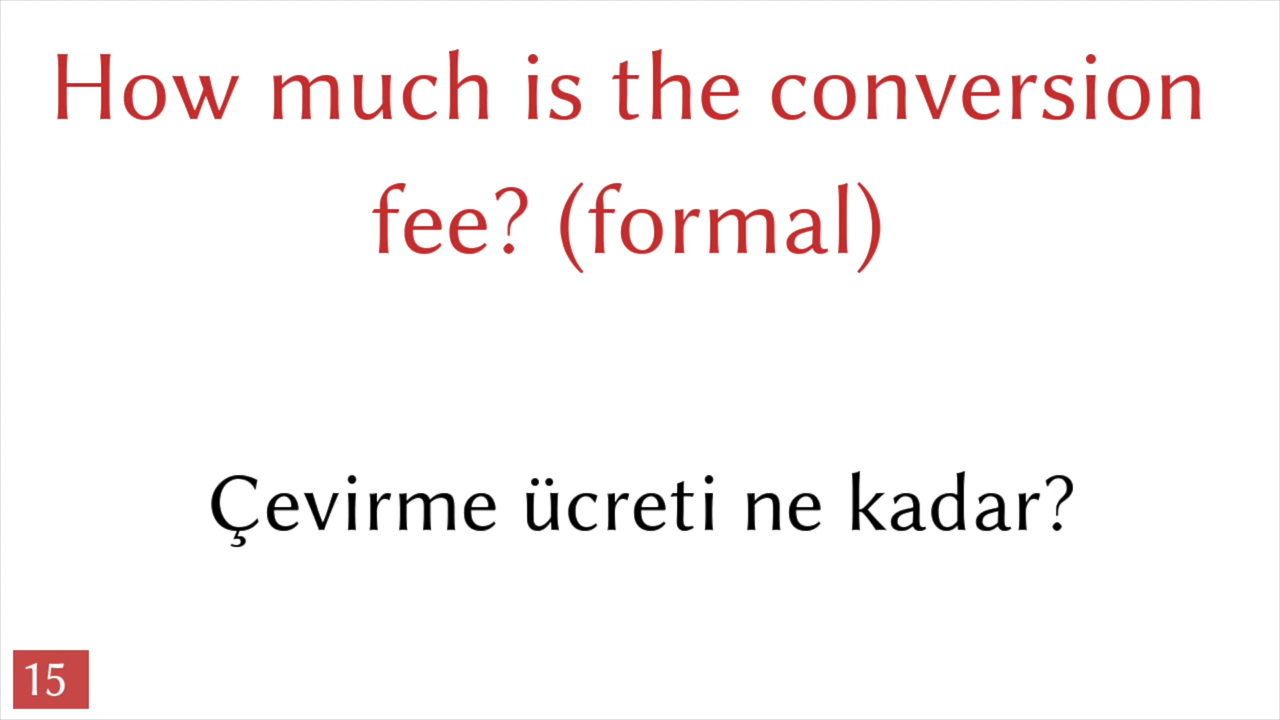 How much is the conversion
fee? (formal)
Çevirme ücreti ne kadar?
15